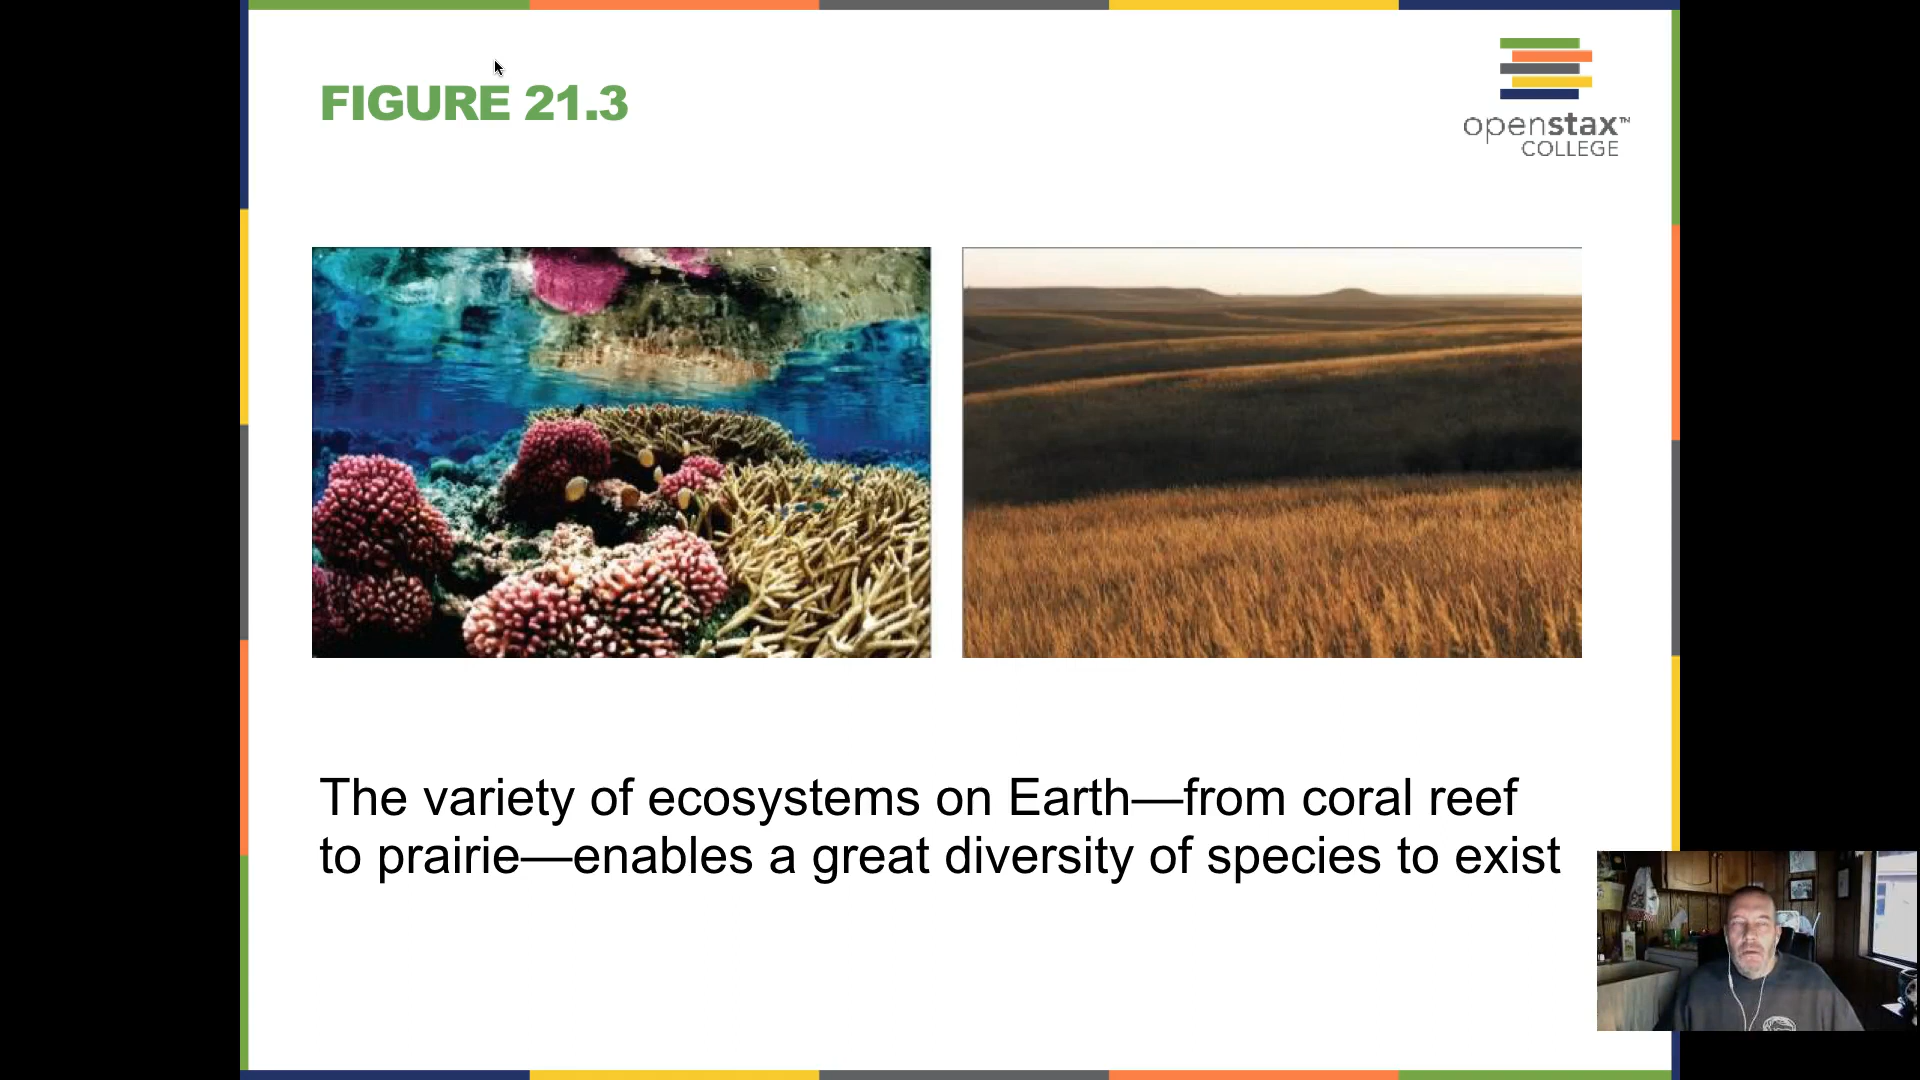 FIGURE 21.3
openstax™
COLLEGE
The variety of ecosystems on Earth—from coral reef
to prairie—enables a great diversity of species to exist